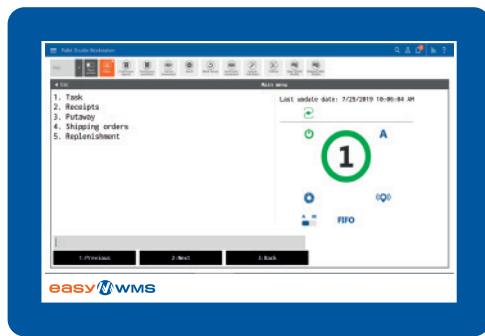 Pallet Shuttle Workstation
Main menu
1. Task
2. Receipts
3. Putaway
4. Shipping orders
5. Replenishment
Last update date: 7/25/2019 10:06:04 AM
A
1
FIFO
1:Previous
2:Next
3:Back
easy WMS